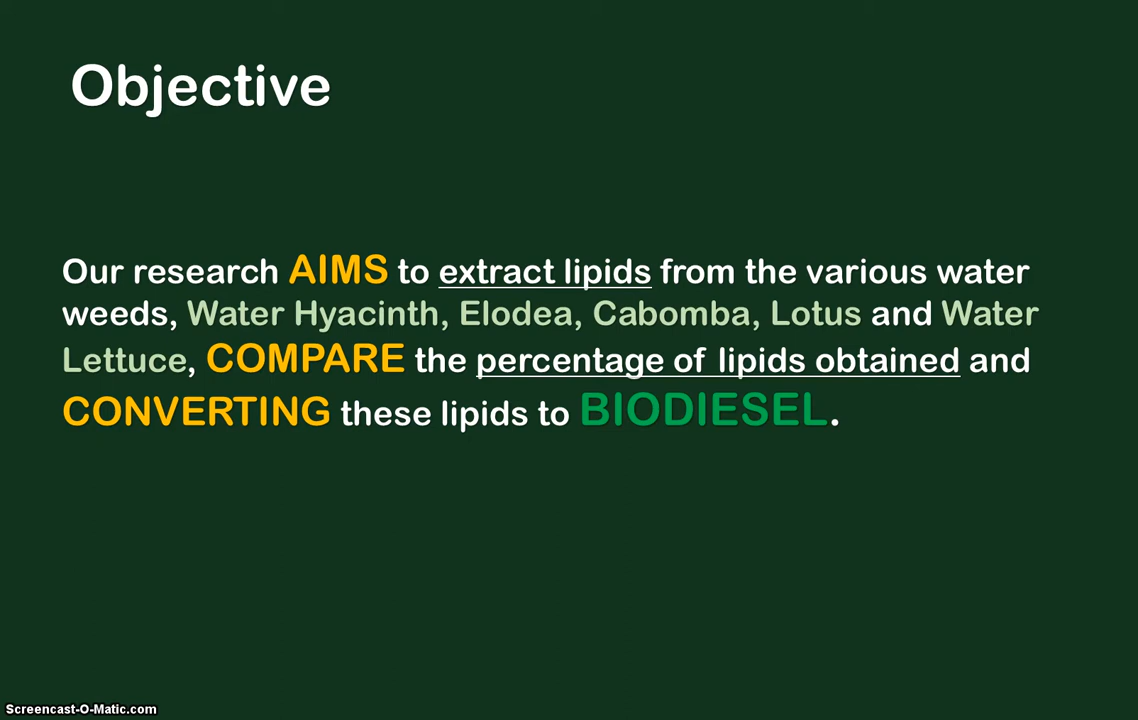 Objective
Our research AIMS to extract lipids from the various water
weeds, Water Hyacinth, Elodea, Cabomba, Lotus and Water
Lettuce, COMPARE the percentage of lipids obtained and
CONVERTING these lipids to BIODIESEL.
Screencast-O-Matic.com